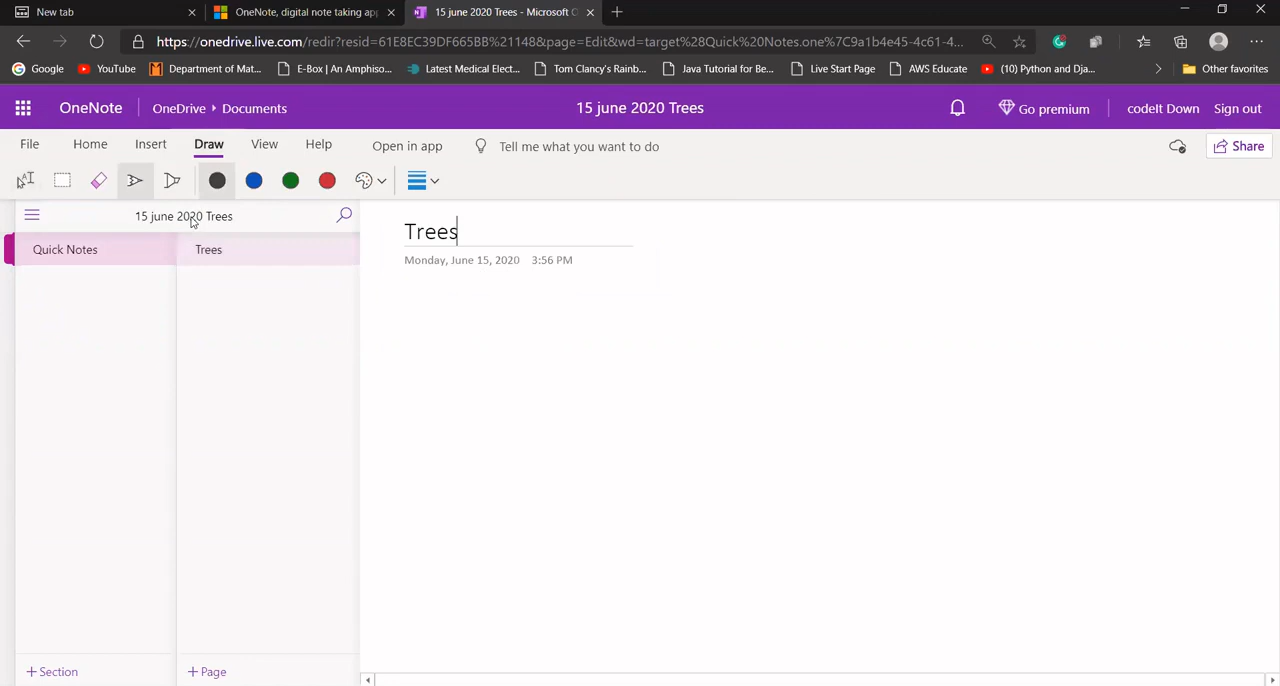 New tab
OneNote, digital note taking app
15 june 2020 Trees - Microsoft O
https://onedrive.live.com/redir?resid=61E8EC39DF665BB%21148&page=Edit&wd=target%28Quick%20Notes.one%7C9a1b4e45-4c61-4...
Google
YouTube
Department of Mat...
E-Box | An Amphiso...
Latest Medical Elect...
Tom Clancy's Rainb...
Java Tutorial for Be...
Live Start Page
AWS Educate
(10) Python and Dja...
Other favorites
OneNote
OneDrive
Documents
15 june 2020 Trees
Go premium
codeIt Down
Sign out
File
Home
Insert
Draw
View
Help
Open in app
Tell me what you want to do
Share
15 june 2020 Trees
Quick Notes
Trees
Trees
Monday, June 15, 2020 3:56 PM
+ Section
+ Page